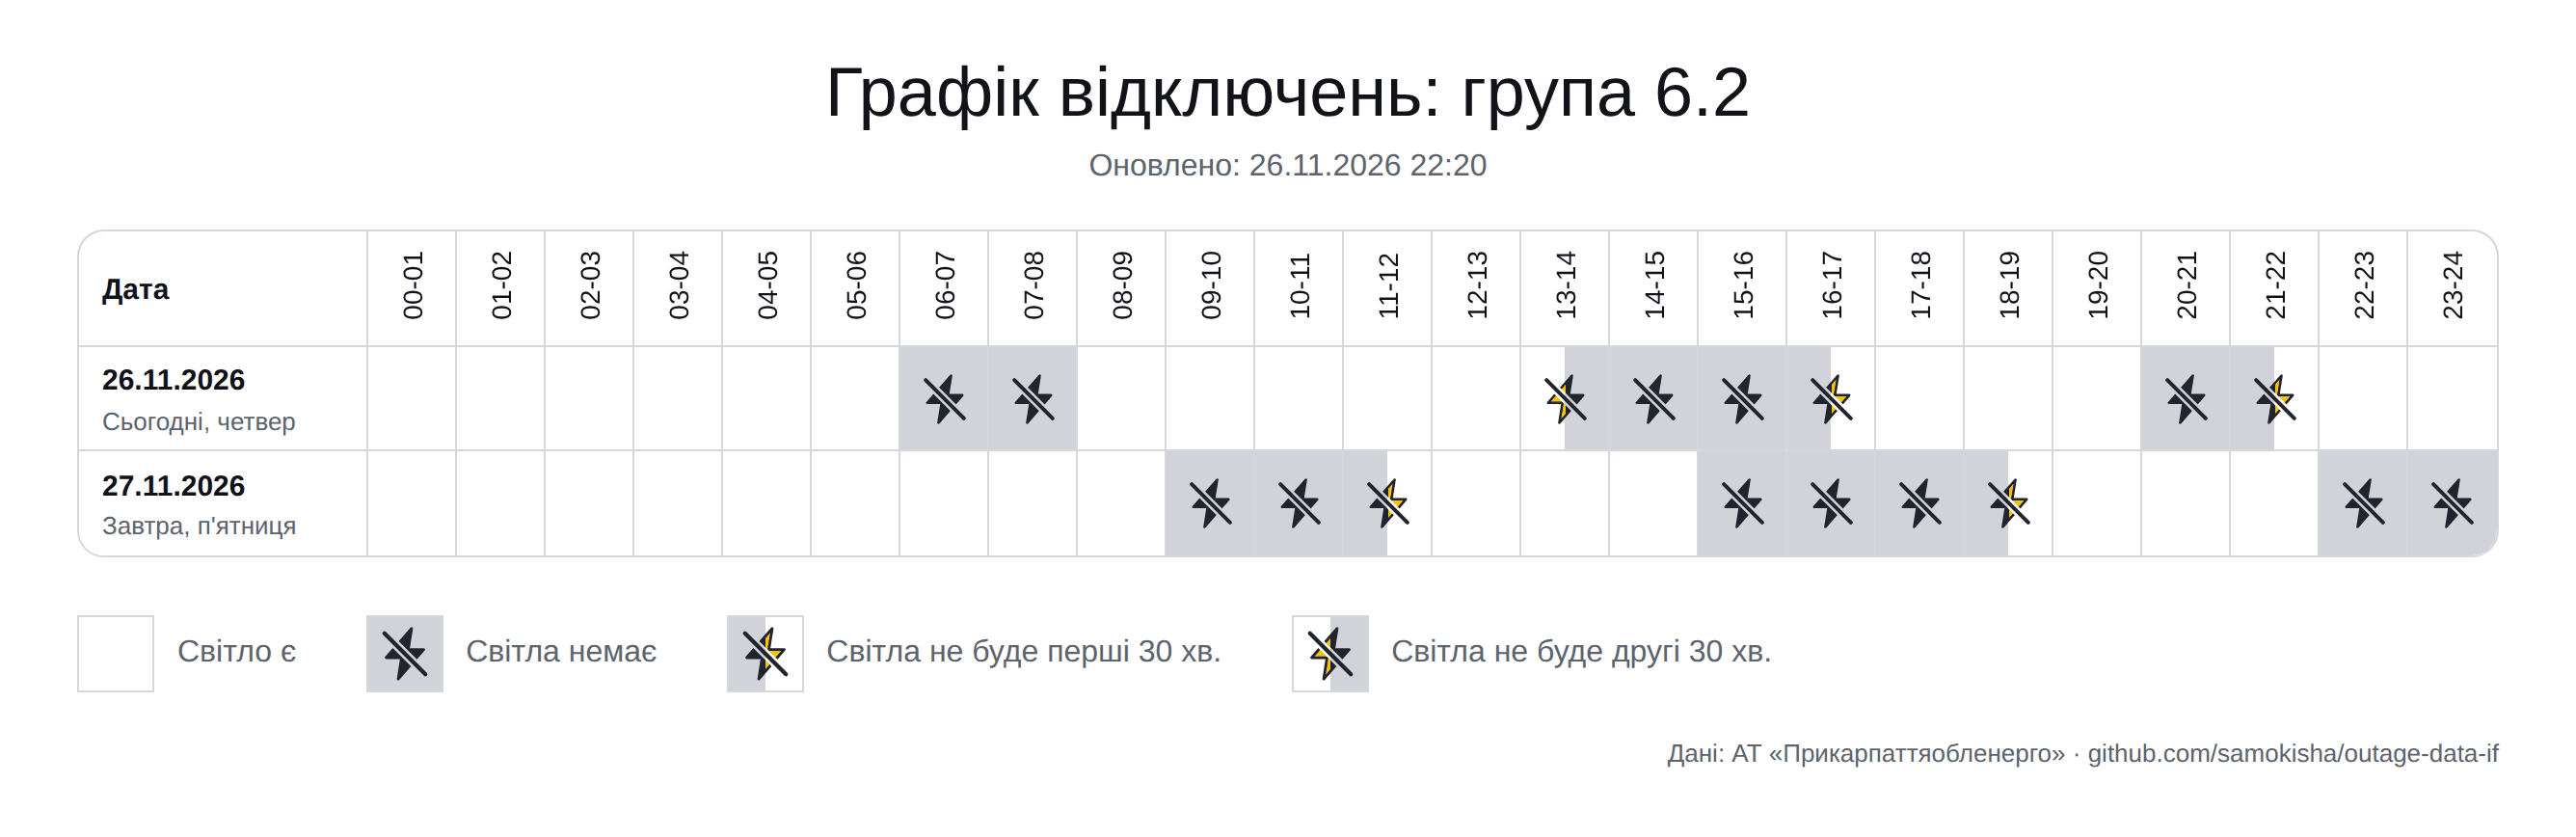 Графік відключень: група 6.2
Оновлено: 26.11.2026 22:20
Дата 00-01 01-02 02-03 03-04 04-05 05-06 06-07 07-08 08-09 09-10 10-11 11-12 12-13 13-14 14-15 15-16 16-17 17-18 18-19 19-20 20-21 21-22 22-23 23-24
26.11.2026
Сьогодні, четвер
27.11.2026
Завтра, п'ятниця
Світло є Світла немає Світла не буде перші 30 хв. Світла не буде другі 30 хв.
Дані: АТ «Прикарпаттяобленерго» · github.com/samokisha/outage-data-if